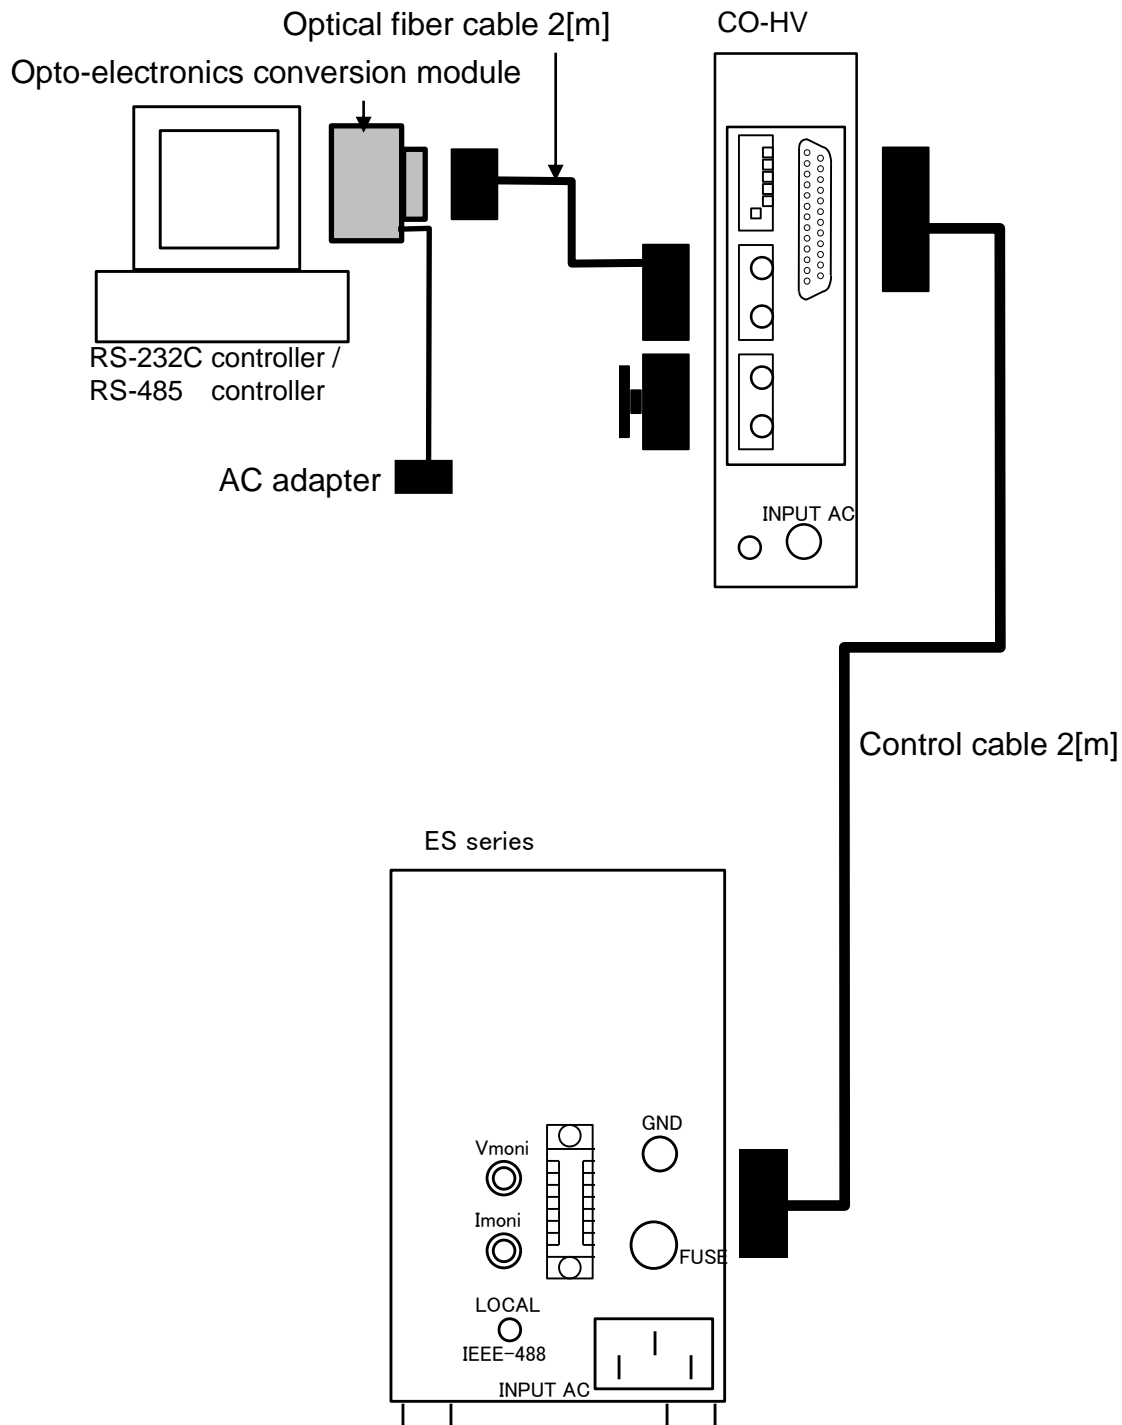 Optical fiber cable 2[m]
CO-HV
Opto-electronics conversion module
RS-232C controller /
RS-485 controller
AC adapter
INPUT AC
Control cable 2[m]
ES series
GND
Vmoni
Imoni
FUSE
LOCAL
IEEE-488
INPUT AC